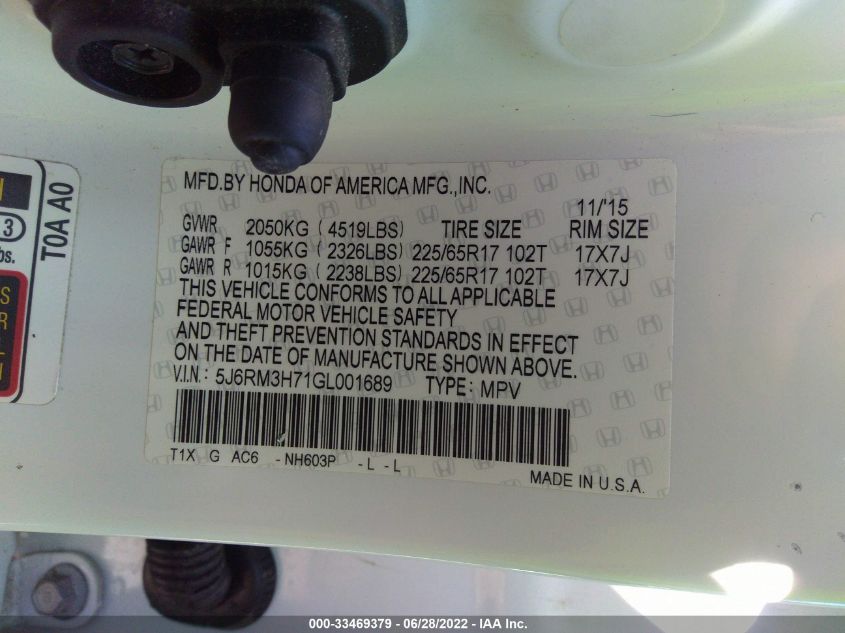 MFD.BY HONDA OF AMERICA MFG.,INC.
11/'15
GVWR 2050KG (4519LBS) TIRE SIZE RIM SIZE
GAWR F 1055KG (2326LBS) 225/65R17 102T 17X7J
GAWR R 1015KG (2238LBS) 225/65R17 102T 17X7J
THIS VEHICLE CONFORMS TO ALL APPLICABLE
FEDERAL MOTOR VEHICLE SAFETY
AND THEFT PREVENTION STANDARDS IN EFFECT
ON THE DATE OF MANUFACTURE SHOWN ABOVE.
V.I.N: 5J6RM3H71GL001689 TYPE: MPV
T1X G AC6 -NH603P -L -L
MADE IN U.S.A.
T0A A0
3
000-33469379 - 06/28/2022 - IAA Inc.